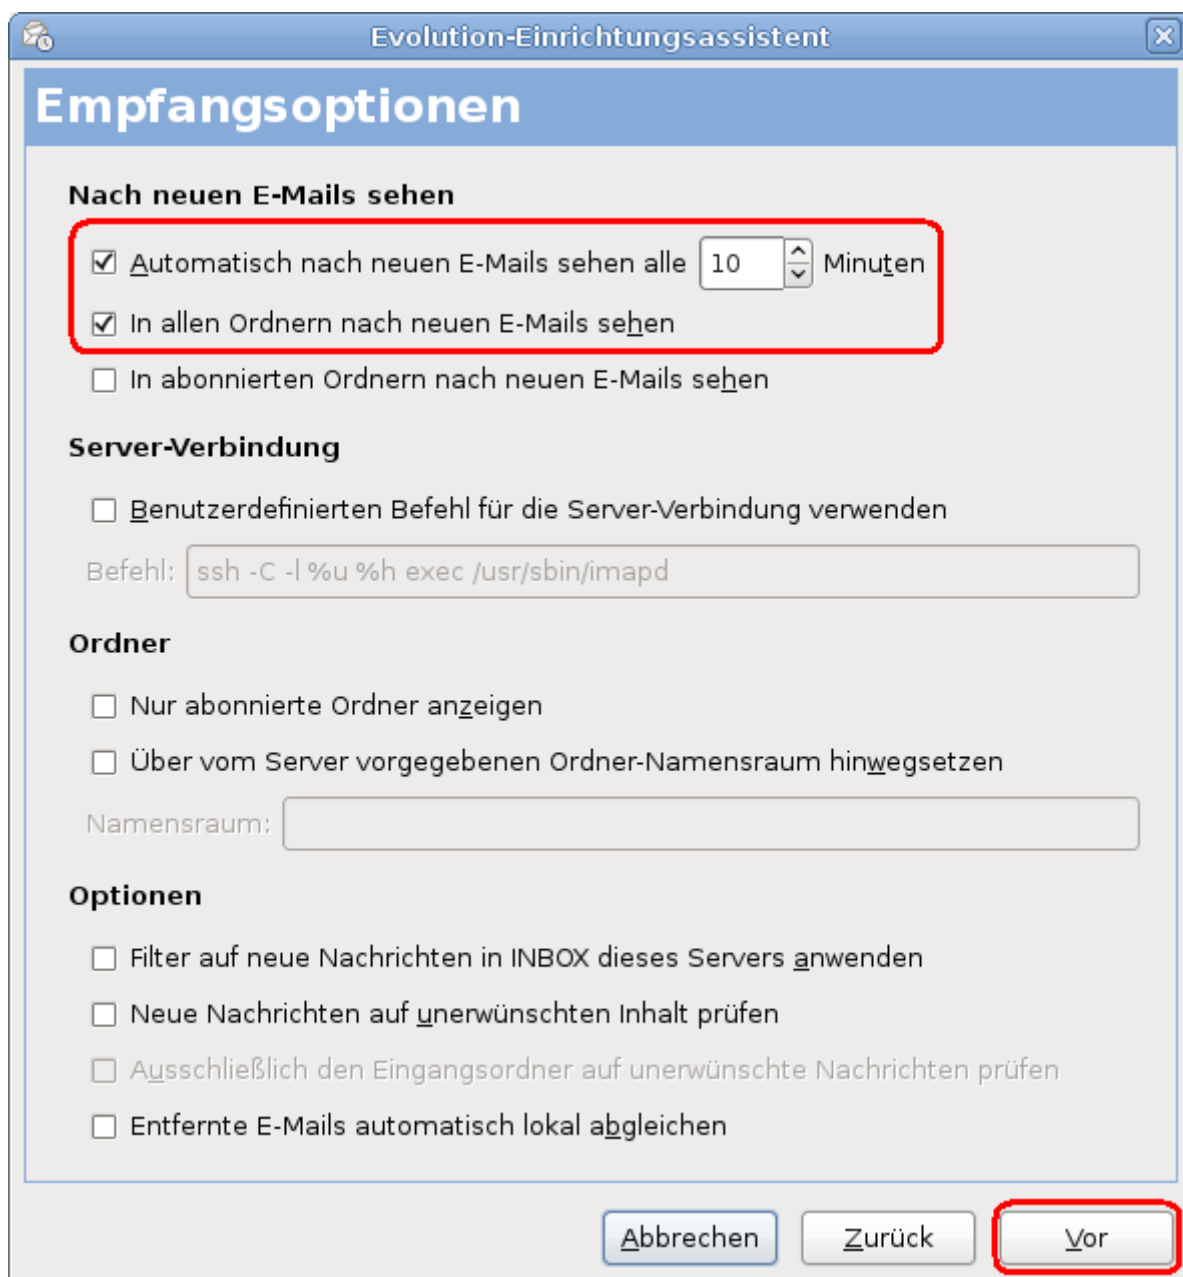 Evolution-Einrichtungsassistent
Empfangsoptionen
Nach neuen E-Mails sehen
Automatisch nach neuen E-Mails sehen alle 10 Minuten
In allen Ordnern nach neuen E-Mails sehen
In abonnierten Ordnern nach neuen E-Mails sehen
Server-Verbindung
Benutzerdefinierten Befehl für die Server-Verbindung verwenden
Befehl: ssh -C -l %u %h exec /usr/sbin/imapd
Ordner
Nur abonnierte Ordner anzeigen
Über vom Server vorgegebenen Ordner-Namensraum hinwegsetzen
Namensraum:
Optionen
Filter auf neue Nachrichten in INBOX dieses Servers anwenden
Neue Nachrichten auf unerwünschten Inhalt prüfen
Ausschließlich den Eingangsordner auf unerwünschte Nachrichten prüfen
Entfernte E-Mails automatisch lokal abgleichen
Abbrechen Zurück Vor